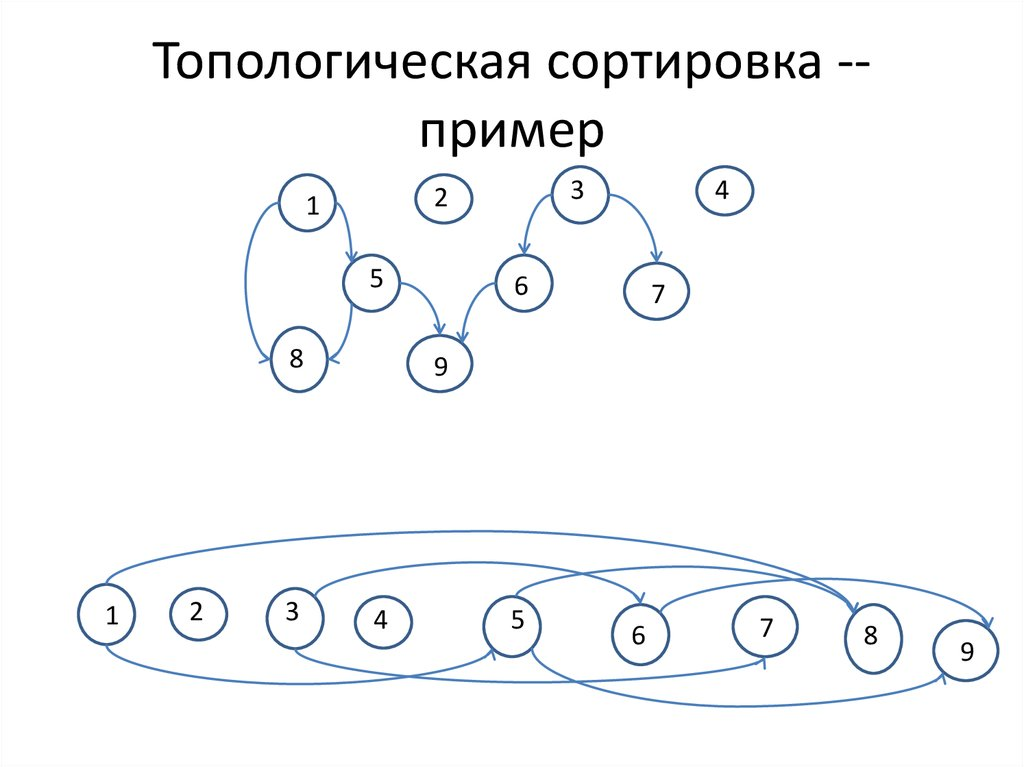 Топологическая сортировка --
пример
1 2 3 4
5 6 7
8 9
1 2 3 4 5 6 7 8 9